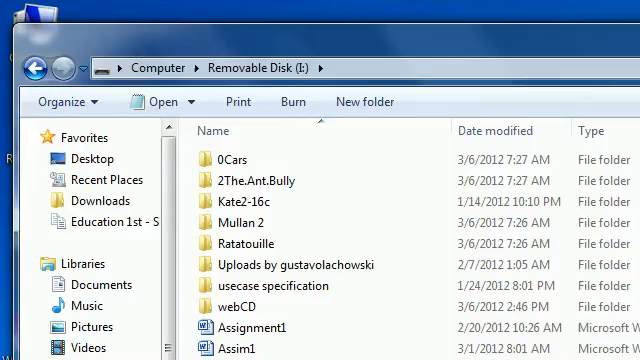 Computer Removable Disk (I:)
Organize Open Print Burn New folder
Name Date modified Type
Favorites
Desktop
Recent Places
Downloads
Education 1st - S
Libraries
Documents
Music
Pictures
Videos
0Cars 3/6/2012 7:27 AM File folder
2The.Ant.Bully 3/6/2012 7:27 AM File folder
Kate2-16c 1/14/2012 10:10 PM File folder
Mullan 2 3/6/2012 7:26 AM File folder
Ratatouille 3/6/2012 7:26 AM File folder
Uploads by gustavolachowski 2/7/2012 1:05 AM File folder
usecase specification 1/24/2012 8:01 PM File folder
webCD 3/6/2012 2:46 PM File folder
Assignment1 2/20/2012 10:26 AM Microsoft W
Assim1 3/1/2012 8:01 AM Microsoft W